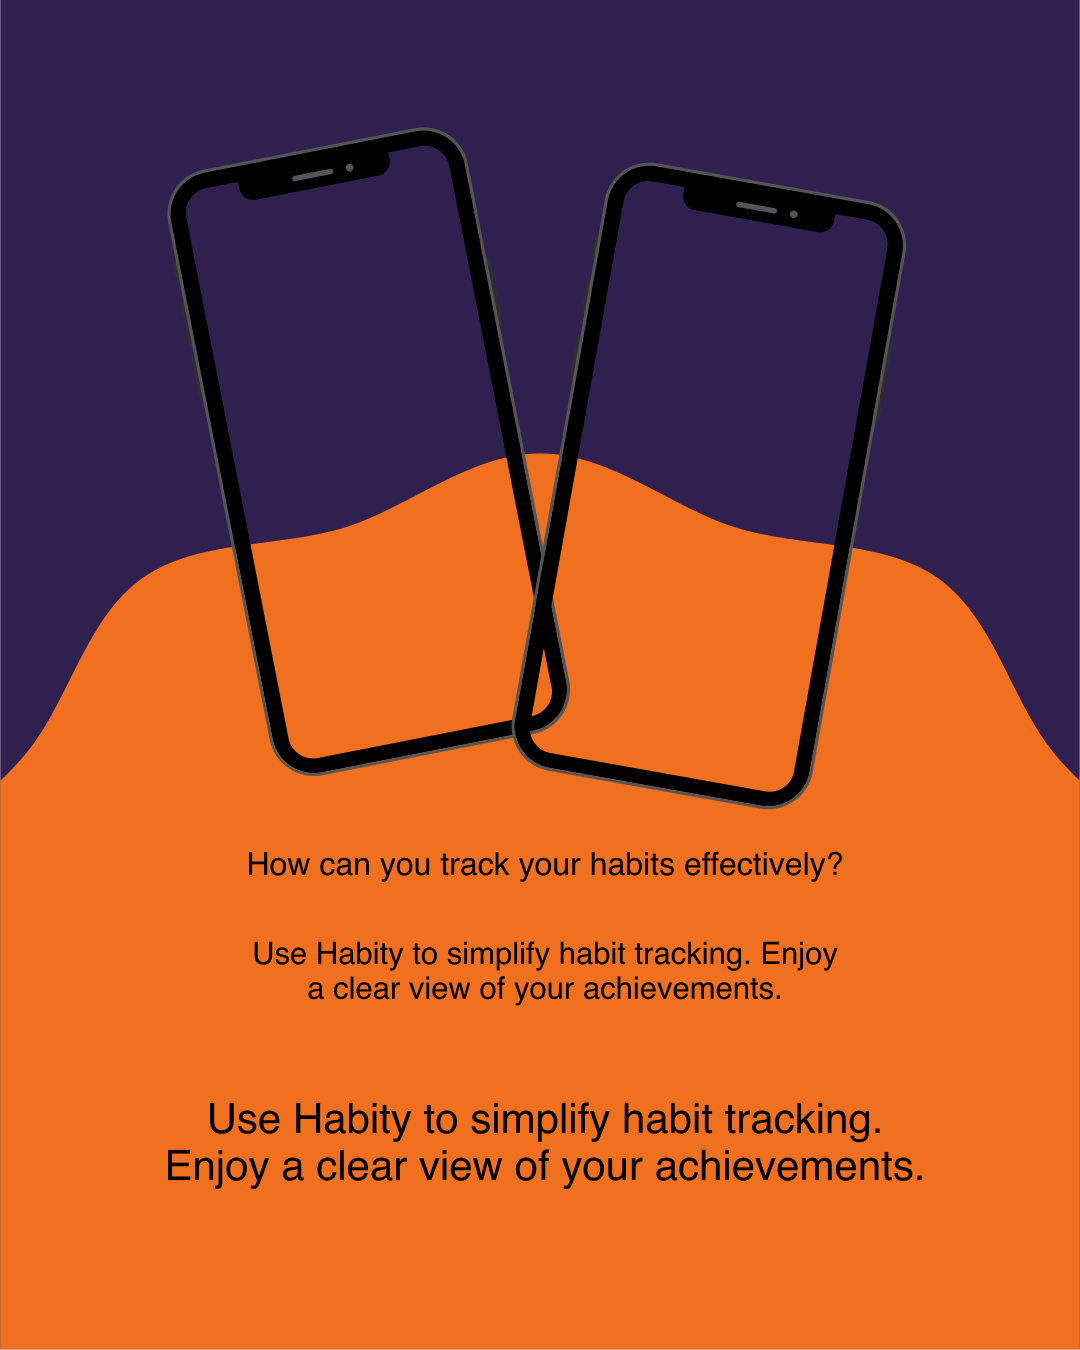 How can you track your habits effectively?
Use Habity to simplify habit tracking. Enjoy
a clear view of your achievements.
Use Habity to simplify habit tracking.
Enjoy a clear view of your achievements.